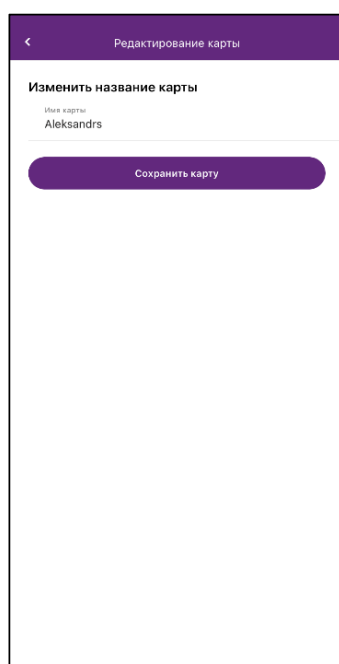 Редактирование карты
Изменить название карты
Имя карты
Aleksandrs
Сохранить карту